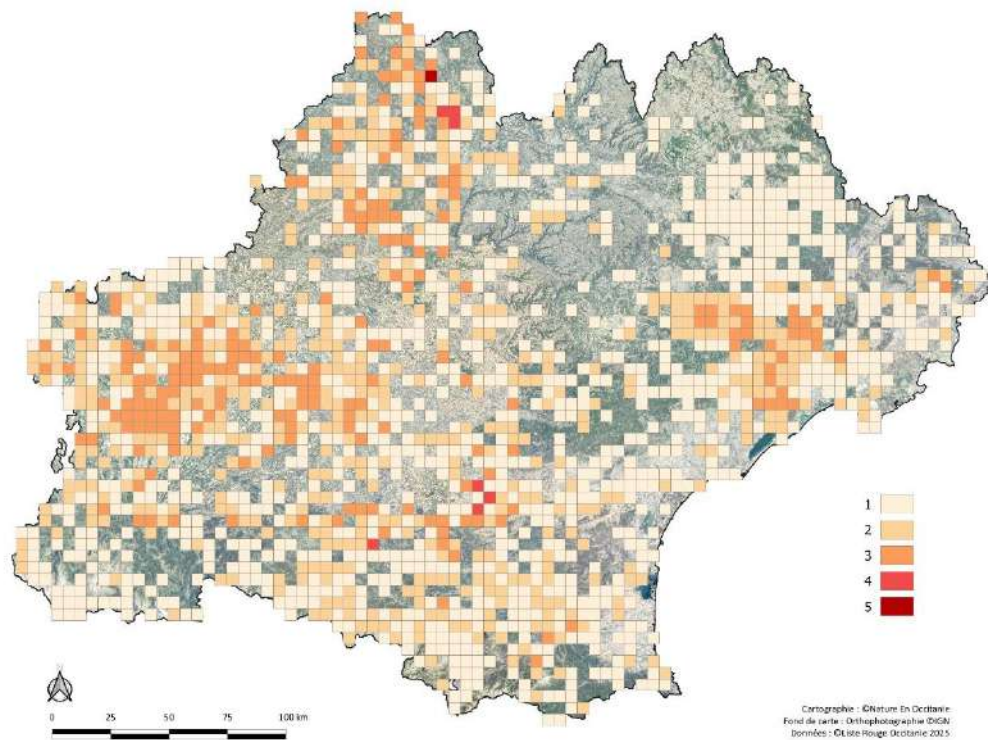 1
2
3
4
5
0 25 50 75 100 km
Cartographie : ©Nature En Occitanie
Fond de carte : Orthophotographie ©IGN
Données : ©Liste Rouge Occitanie 2025